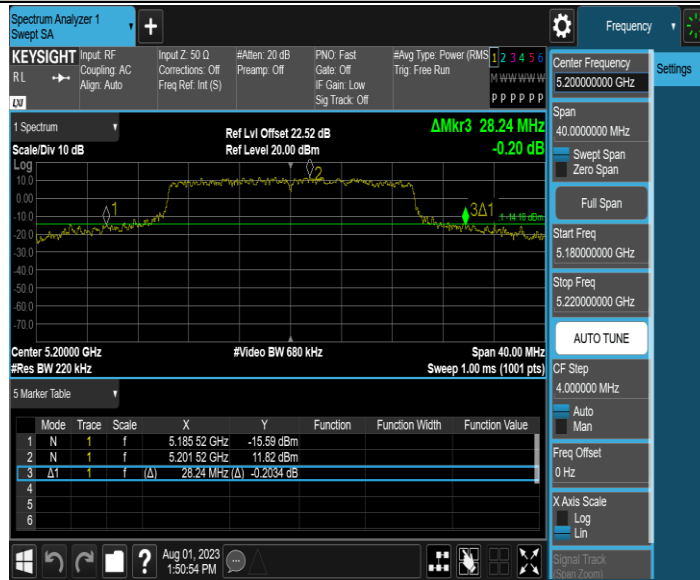 Spectrum Analyzer 1
Swept SA
Frequency
KEYSIGHT
RL
LXI
Input: RF
Coupling: AC
Align: Auto
Input Z: 50 Ω
Corrections: Off
Freq Ref: Int (S)
#Atten: 20 dB
Preamp: Off
PNO: Fast
Gate: Off
IF Gain: Low
Sig Track: Off
#Avg Type: Power (RMS
Trig: Free Run
1 2 3 4 5 6
M W W W W W
P P P P P P
Center Frequency
5.200000000 GHz
Settings
Span
40.0000000 MHz
Swept Span
Zero Span
Full Span
Start Freq
5.180000000 GHz
Stop Freq
5.220000000 GHz
AUTO TUNE
CF Step
4.000000 MHz
Auto
Man
Freq Offset
0 Hz
X Axis Scale
Log
Lin
Signal Track
(Span Zoom)
1 Spectrum
Scale/Div 10 dB
Ref Lvl Offset 22.52 dB
Ref Level 20.00 dBm
ΔMkr3 28.24 MHz
-0.20 dB
Log
10.0
0.00
-10.0
-20.0
-30.0
-40.0
-50.0
-60.0
-70.0
1
2
3Δ1
Center 5.20000 GHz
#Res BW 220 kHz
#Video BW 680 kHz
Span 40.00 MHz
Sweep 1.00 ms (1001 pts)
5 Marker Table
Mode Trace Scale X Y Function Function Width Function Value
1 N 1 f 5.185 52 GHz -15.59 dBm
2 N 1 f 5.201 52 GHz 11.82 dBm
3 Δ1 1 f (Δ) 28.24 MHz (Δ) -0.2034 dB
4
5
6
Aug 01, 2023
1:50:54 PM